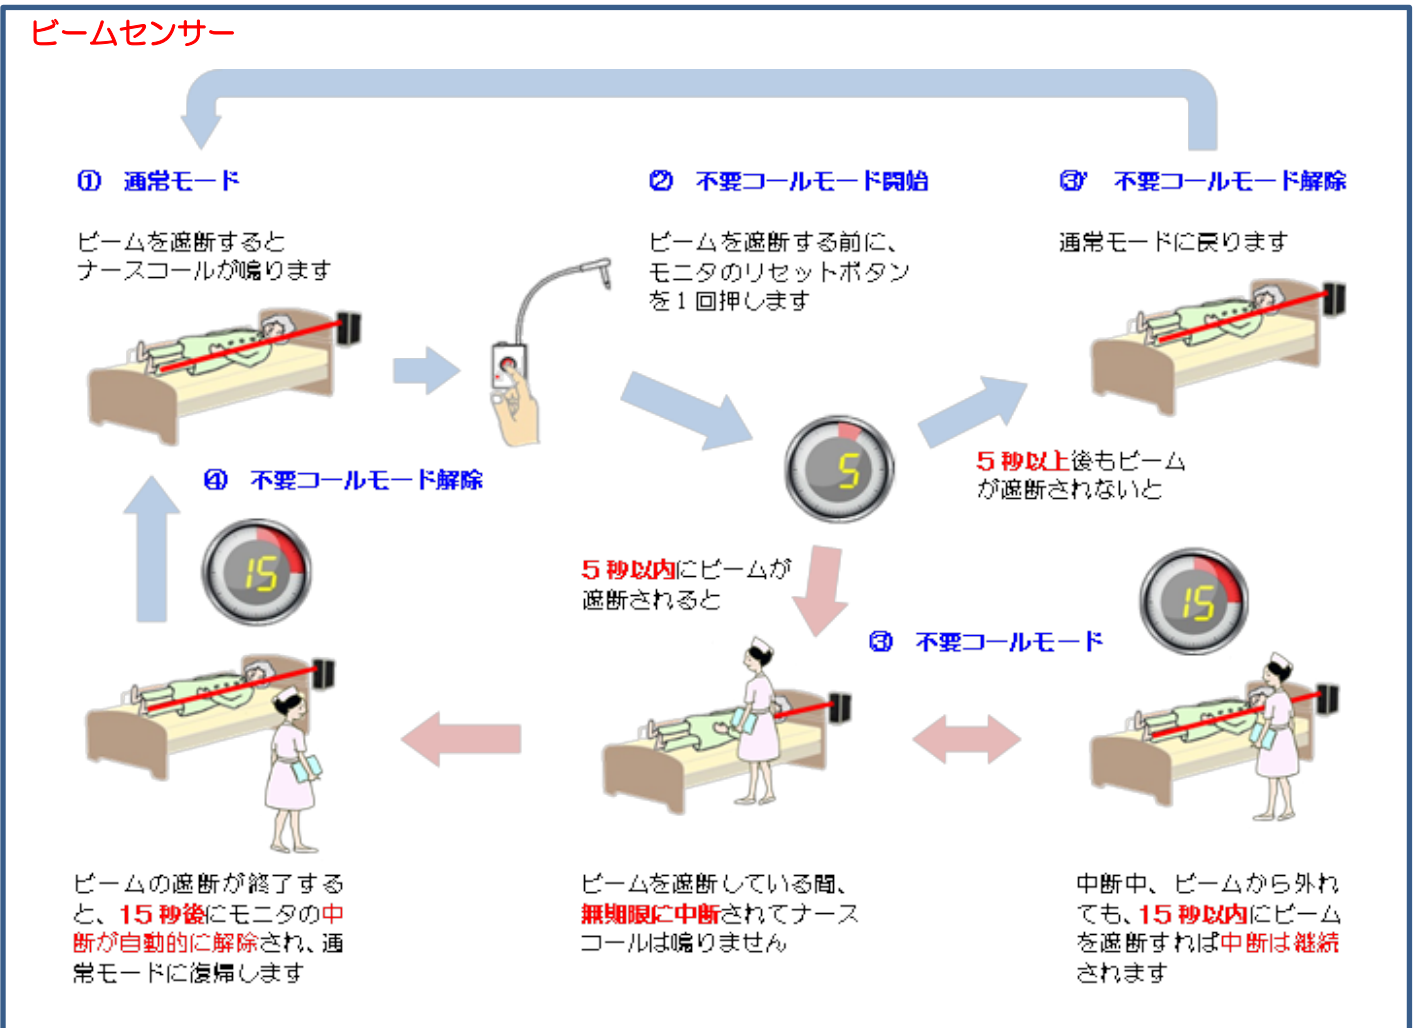 ビームセンサー
① 通常モード
ビームを遮断すると
ナースコールが鳴ります
② 不要コールモード開始
ビームを遮断する前に、
モニタのリセットボタン
を1回押します
③' 不要コールモード解除
通常モードに戻ります
5
5秒以上後もビーム
が遮断されないと
④ 不要コールモード解除
15
5秒以内にビームが
遮断されると
③ 不要コールモード
15
ビームの遮断が終了する
と、15秒後にモニタの中
断が自動的に解除され、通
常モードに復帰します
ビームを遮断している間、
無期限に中断されてナース
コールは鳴りません
中断中、ビームから外れ
ても、15秒以内にビーム
を遮断すれば中断は継続
されます